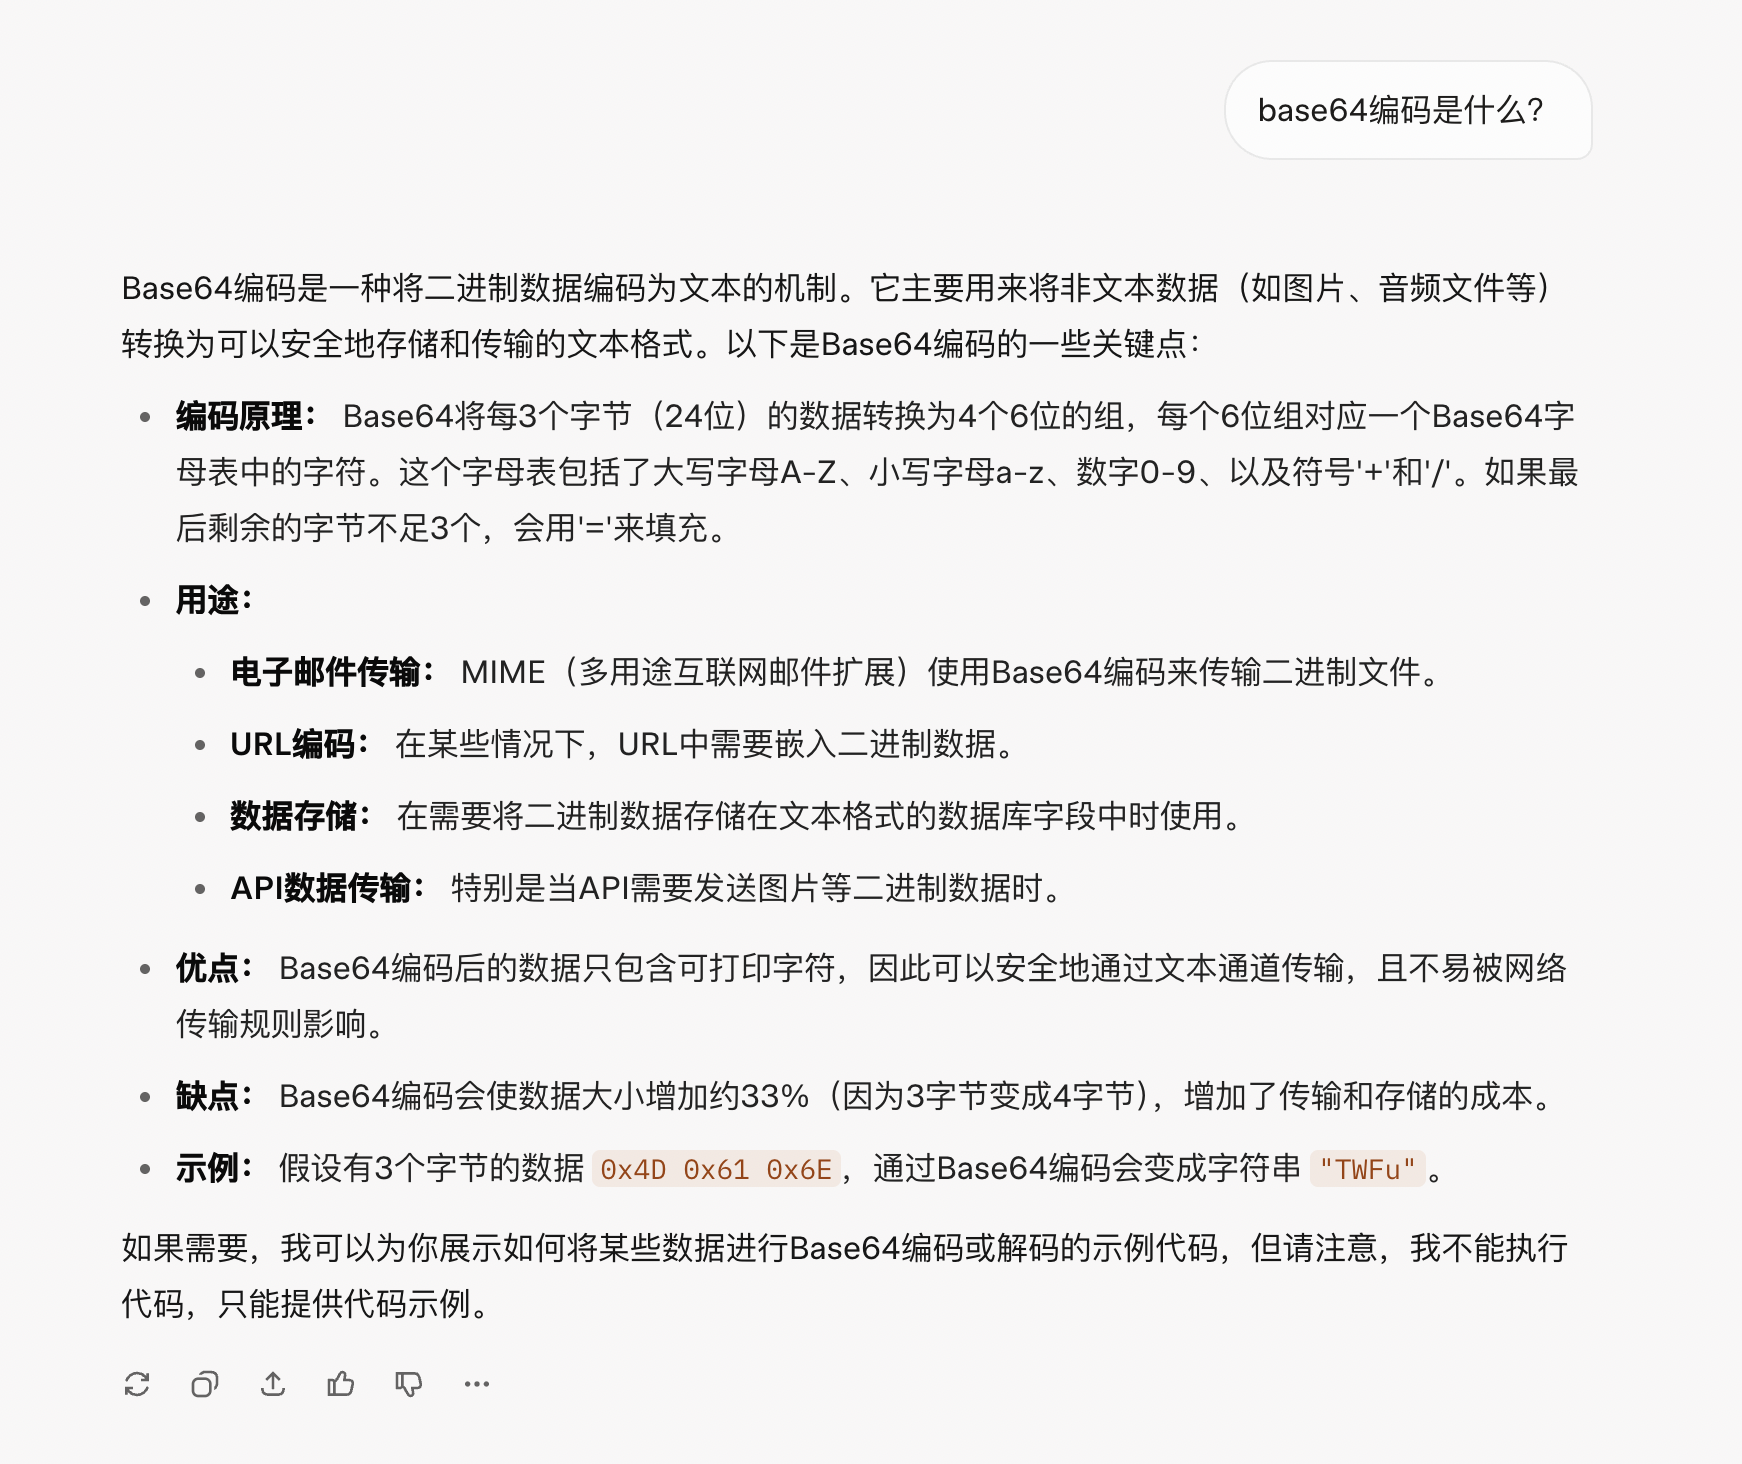 base64编码是什么?
Base64编码是一种将二进制数据编码为文本的机制。它主要用来将非文本数据（如图片、音频文件等）
转换为可以安全地存储和传输的文本格式。以下是Base64编码的一些关键点：
编码原理： Base64将每3个字节（24位）的数据转换为4个6位的组，每个6位组对应一个Base64字
母表中的字符。这个字母表包括了大写字母A-Z、小写字母a-z、数字0-9、以及符号'+'和'/'。如果最
后剩余的字节不足3个，会用'='来填充。
用途：
电子邮件传输： MIME（多用途互联网邮件扩展）使用Base64编码来传输二进制文件。
URL编码： 在某些情况下，URL中需要嵌入二进制数据。
数据存储： 在需要将二进制数据存储在文本格式的数据库字段中时使用。
API数据传输： 特别是当API需要发送图片等二进制数据时。
优点： Base64编码后的数据只包含可打印字符，因此可以安全地通过文本通道传输，且不易被网络
传输规则影响。
缺点： Base64编码会使数据大小增加约33%（因为3字节变成4字节），增加了传输和存储的成本。
示例： 假设有3个字节的数据 0x4D 0x61 0x6E，通过Base64编码会变成字符串 "TWFu"。
如果需要，我可以为你展示如何将某些数据进行Base64编码或解码的示例代码，但请注意，我不能执行
代码，只能提供代码示例。